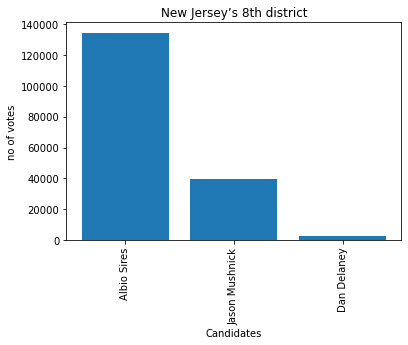 New Jersey’s 8th district
no of votes
140000
120000
100000
80000
60000
40000
20000
0
Albio Sires
Jason Mushnick
Dan Delaney
Candidates